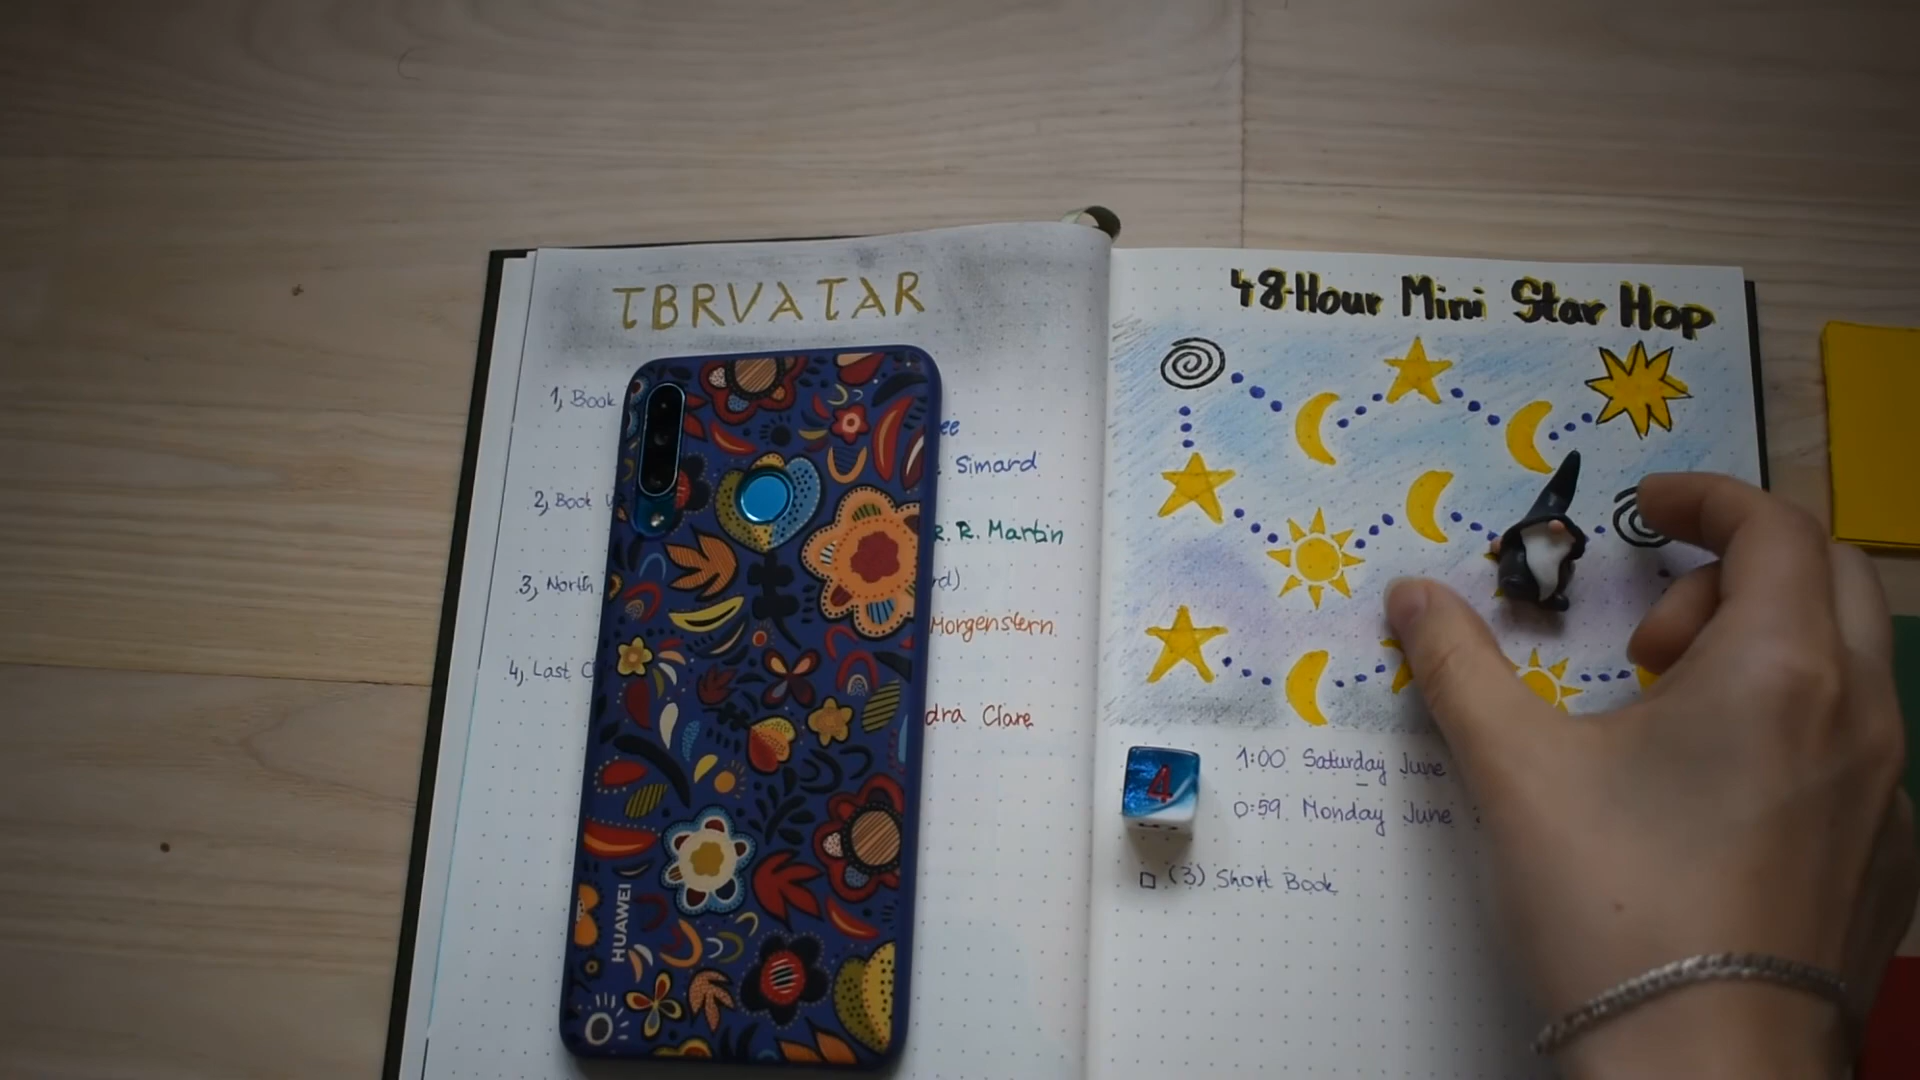 TBRVATAR
1, Book
ee
Simard
2, Book
R. R. Martin
3, North
rd)
Morgenstern
4, Last C
dra Clare
HUAWEI
48-Hour Mini Star Hop
4
1:00 Saturday June
0:59 Monday June
(3) Short Book